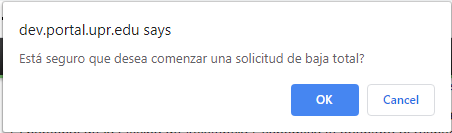 dev.portal.upr.edu says
Está seguro que desea comenzar una solicitud de baja total?
OK
Cancel